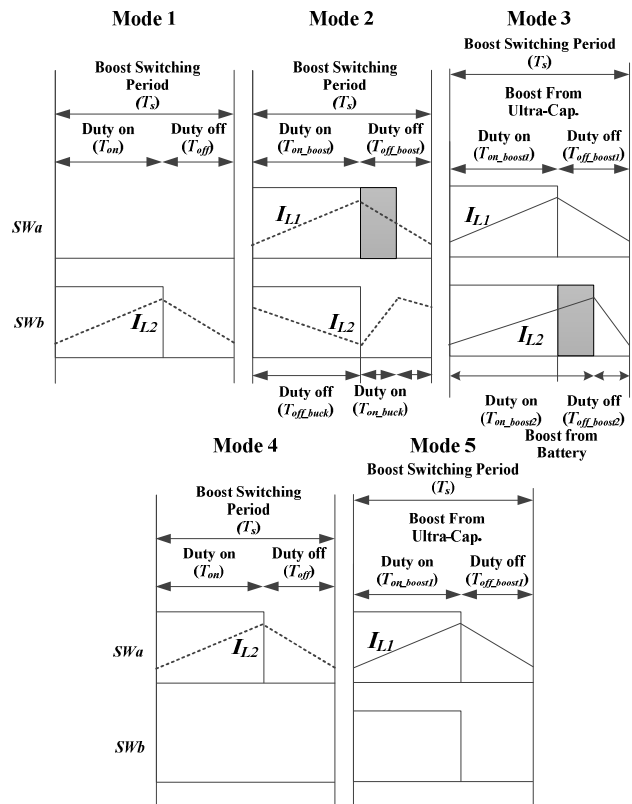 Mode 1
Boost Switching
Period
(Ts)
Duty on
(Ton)
Duty off
(Toff)
SWa
SWb
IL2
Mode 2
Boost Switching
Period
(Ts)
Duty on
(Ton_boost)
Duty off
(Toff_boost)
IL1
IL2
Duty off
(Toff_buck)
Duty on
(Ton_buck)
Mode 3
Boost Switching Period
(Ts)
Boost From
Ultra-Cap.
Duty on
(Ton_boost1)
Duty off
(Toff_boost1)
IL1
IL2
Duty on
(Ton_boost2)
Duty off
(Toff_boost2)
Boost from
Battery
Mode 4
Boost Switching
Period
(Ts)
Duty on
(Ton)
Duty off
(Toff)
SWa
IL2
SWb
Mode 5
Boost Switching Period
(Ts)
Boost From
Ultra-Cap.
Duty on
(Ton_boost1)
Duty off
(Toff_boost1)
IL1